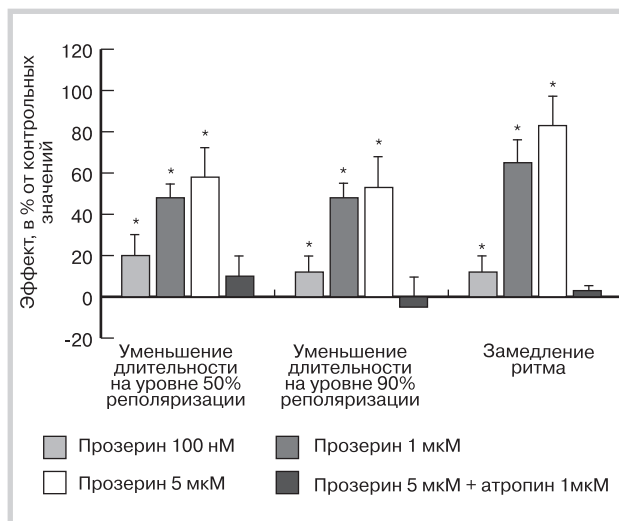 Эффект, в % от контрольных
значений
120
100
80
60
40
20
0
-20
* * *
* * *
* * *
Уменьшение
длительности
на уровне 50%
реполяризации
Уменьшение
длительности
на уровне 90%
реполяризации
Замедление
ритма
Прозерин 100 нМ
Прозерин 1 мкМ
Прозерин 5 мкМ
Прозерин 5 мкМ + атропин 1мкМ